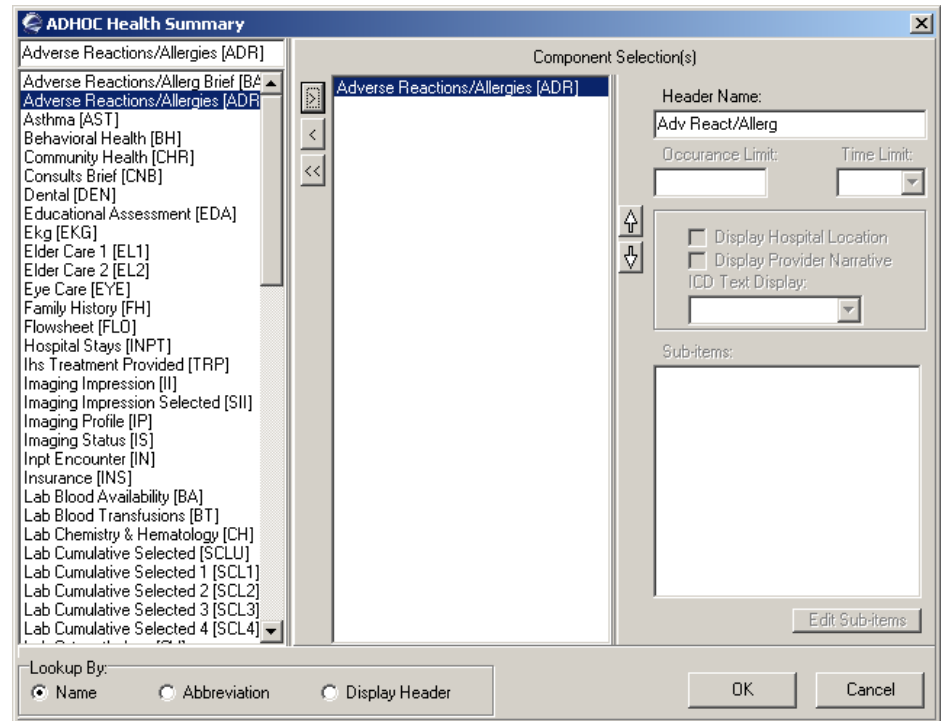 ADHOC Health Summary
Adverse Reactions/Allergies [ADR]
Adverse Reactions/Allerg Brief [BA
Adverse Reactions/Allergies [ADR
Asthma [AST]
Behavioral Health [BH]
Community Health [CHR]
Consults Brief [CNB]
Dental [DEN]
Educational Assessment [EDA]
Ekg [EKG]
Elder Care 1 [EL1]
Elder Care 2 [EL2]
Eye Care [EYE]
Family History [FH]
Flowsheet [FLO]
Hospital Stays [INPT]
Ihs Treatment Provided [TRP]
Imaging Impression [II]
Imaging Impression Selected [SII]
Imaging Profile [IP]
Imaging Status [IS]
Inpt Encounter [IN]
Insurance [INS]
Lab Blood Availability [BA]
Lab Blood Transfusions [BT]
Lab Chemistry & Hematology [CH]
Lab Cumulative Selected [SCLU]
Lab Cumulative Selected 1 [SCL1]
Lab Cumulative Selected 2 [SCL2]
Lab Cumulative Selected 3 [SCL3]
Lab Cumulative Selected 4 [SCL4]
Component Selection(s)
>
<
<<
Adverse Reactions/Allergies [ADR]
Header Name:
Adv React/Allerg
Occurance Limit: Time Limit:
Display Hospital Location
Display Provider Narrative
ICD Text Display:
Sub-items:
Edit Sub-items
Lookup By:
Name Abbreviation Display Header
OK Cancel